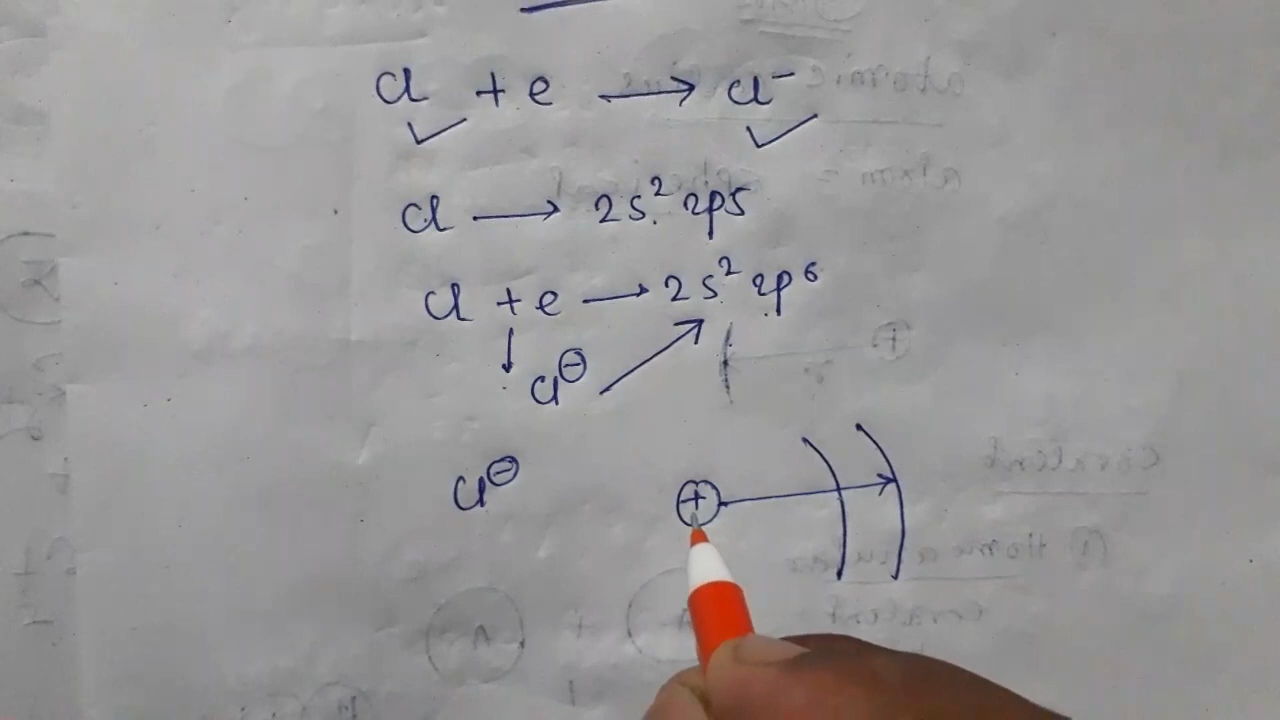 Cl + e → Cl⁻
Cl → 2s² 2p5
Cl + e → 2s² 2p⁶
↓ Cl⊖
Cl⊖ ⊕